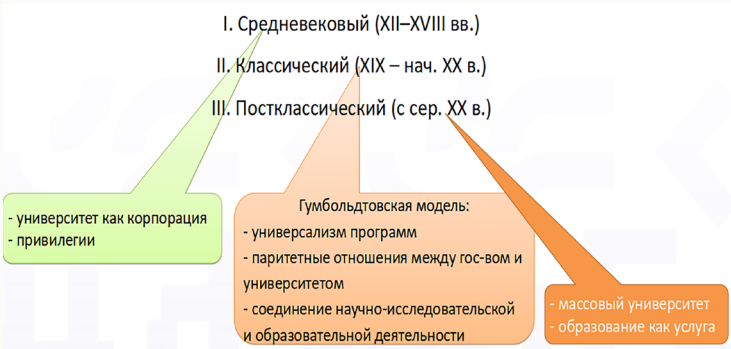 I. Средневековый (XII–XVIII вв.)
II. Классический (XIX – нач. XX в.)
III. Постклассический (с сер. XX в.)
- университет как корпорация
- привилегии
Гумбольдтовская модель:
- универсализм программ
- паритетные отношения между гос-вом и
университетом
- соединение научно-исследовательской
и образовательной деятельности
- массовый университет
- образование как услуга